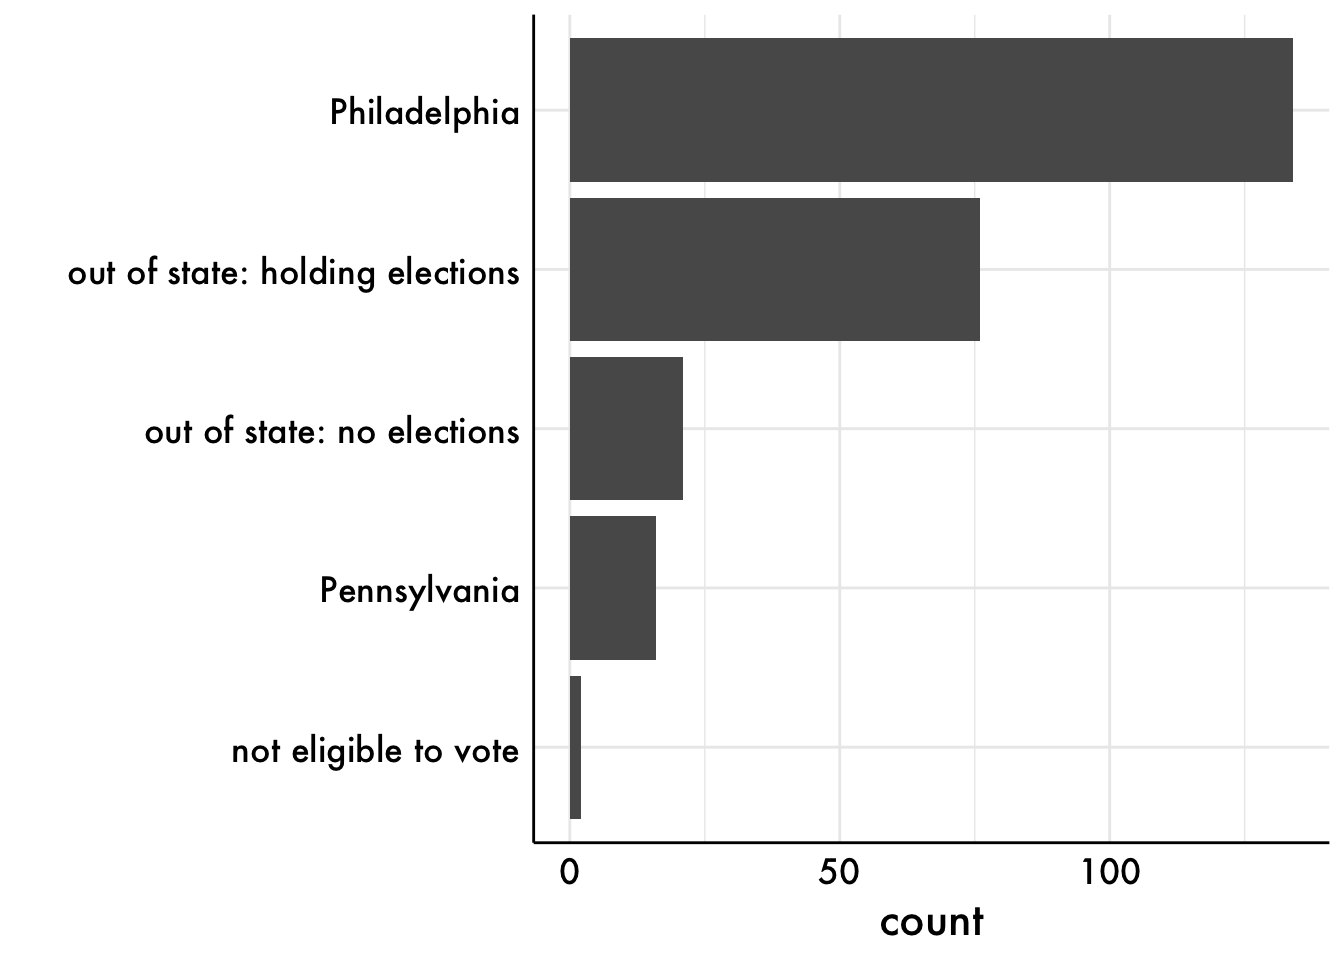 Philadelphia
out of state: holding elections
out of state: no elections
Pennsylvania
not eligible to vote
0 50 100
count